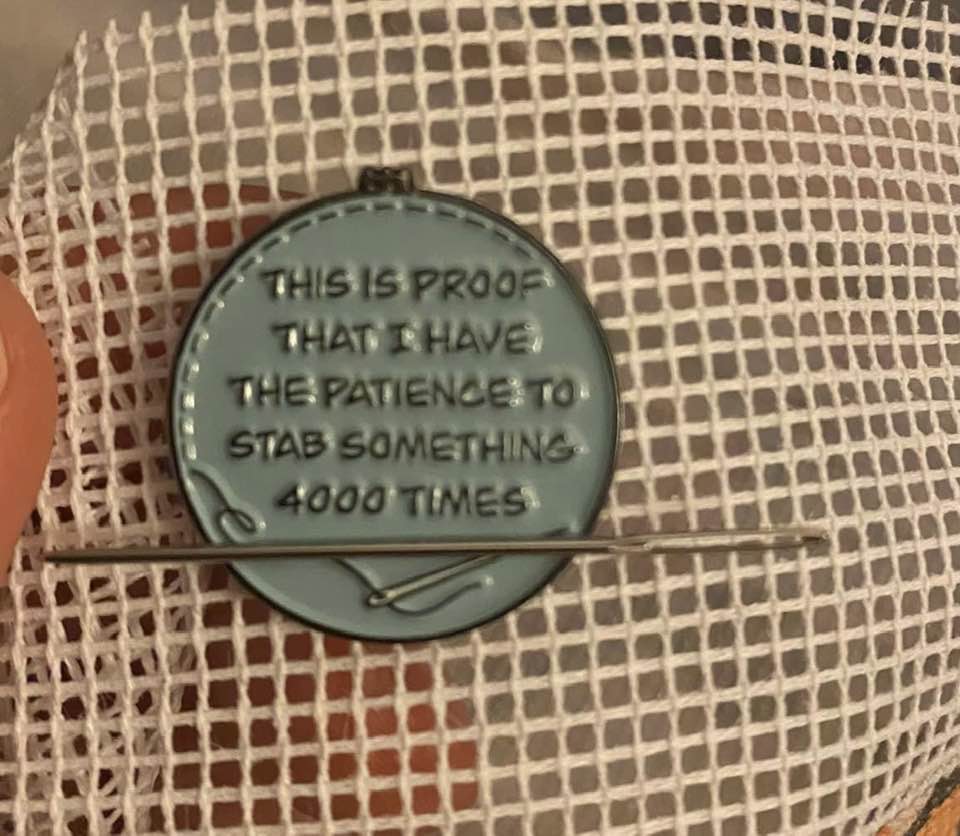 THIS IS PROOF
THAT I HAVE
THE PATIENCE TO
STAB SOMETHING
4000 TIMES